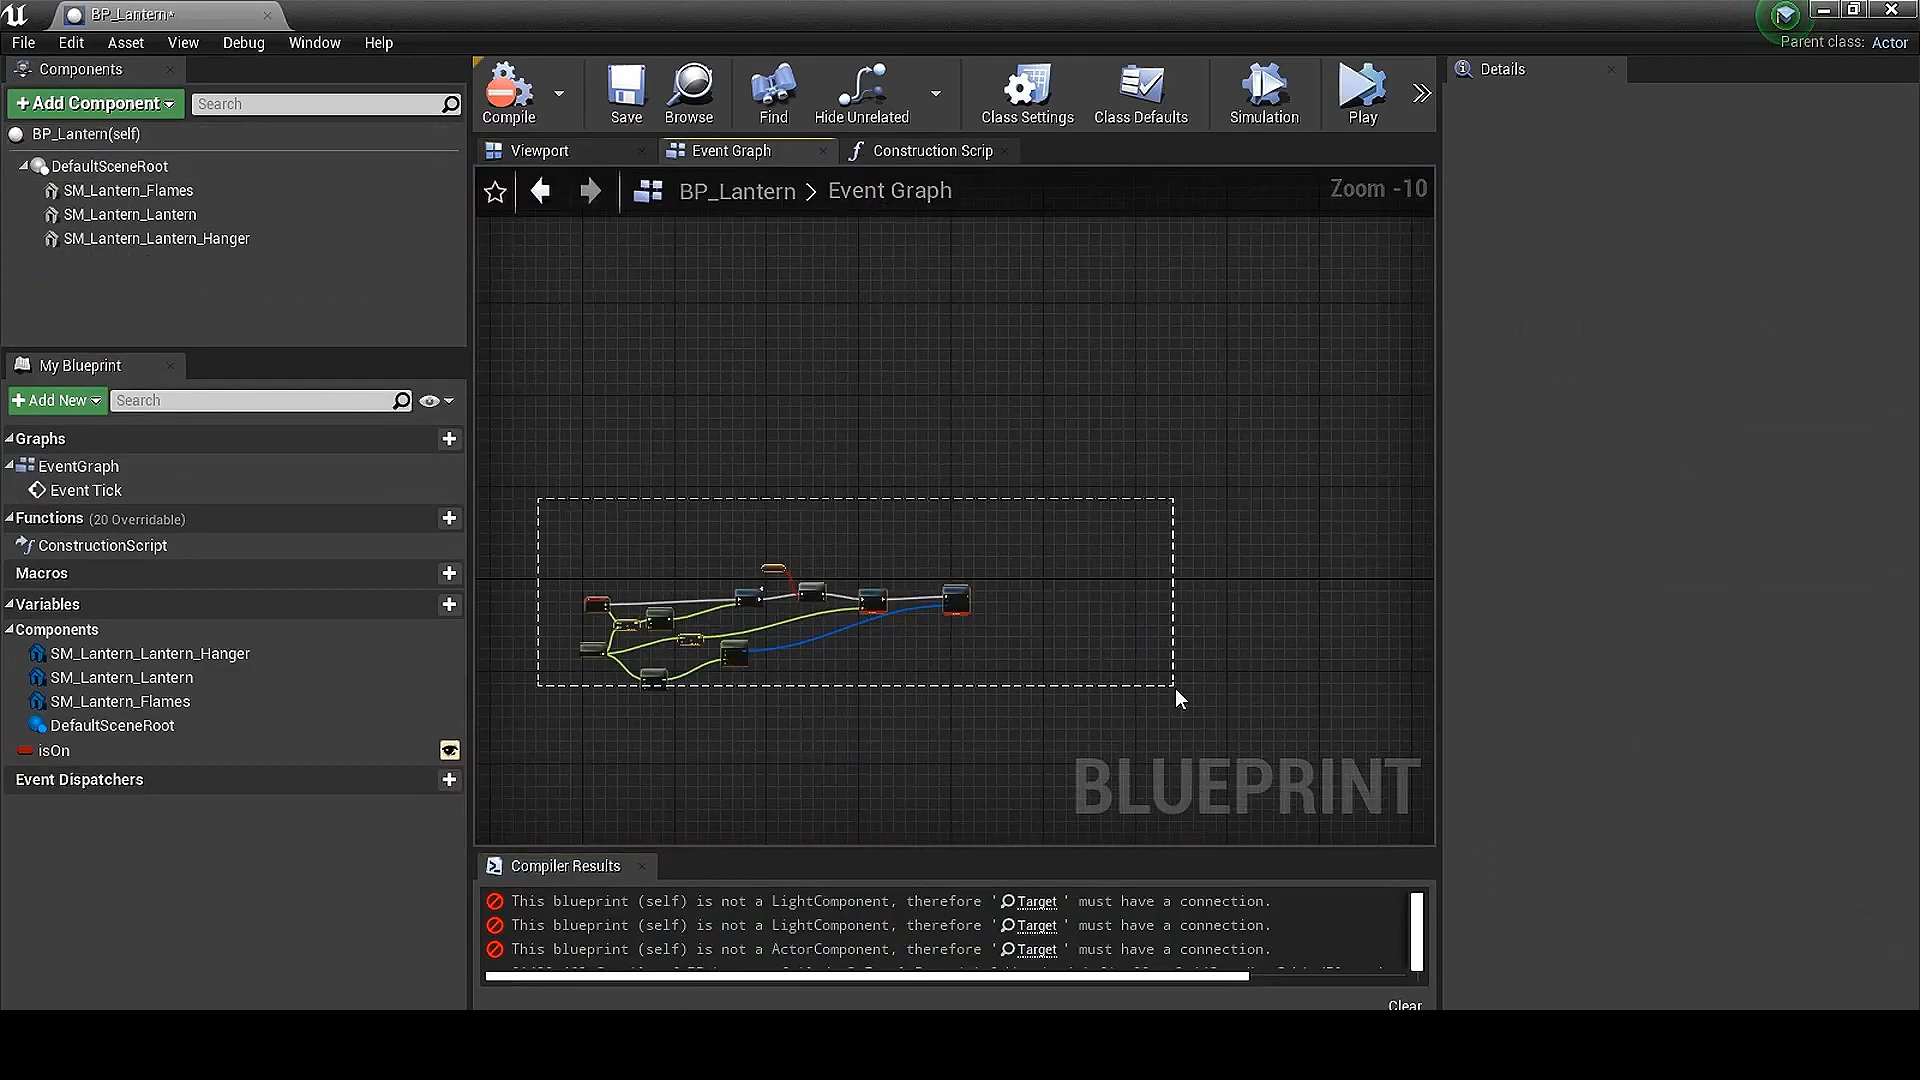 BP_Lantern*
File Edit Asset View Debug Window Help
Parent class: Actor
Components
+Add Component
Search
BP_Lantern(self)
DefaultSceneRoot
SM_Lantern_Flames
SM_Lantern_Lantern
SM_Lantern_Lantern_Hanger
My Blueprint
+Add New
Search
Graphs
EventGraph
Event Tick
Functions (20 Overridable)
ConstructionScript
Macros
Variables
Components
SM_Lantern_Lantern_Hanger
SM_Lantern_Lantern
SM_Lantern_Flames
DefaultSceneRoot
isOn
Event Dispatchers
Compile Save Browse Find Hide Unrelated Class Settings Class Defaults Simulation Play
Viewport Event Graph Construction Scrip
BP_Lantern > Event Graph
Zoom -10
BLUEPRINT
Compiler Results
This blueprint (self) is not a LightComponent, therefore ' Target ' must have a connection.
This blueprint (self) is not a LightComponent, therefore ' Target ' must have a connection.
This blueprint (self) is not a ActorComponent, therefore ' Target ' must have a connection.
Clear
Details